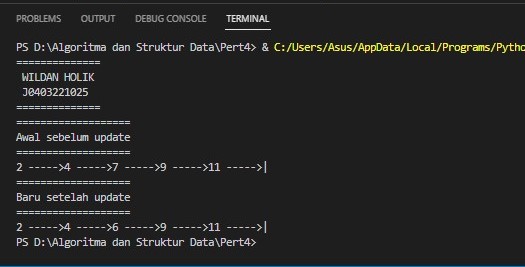 PROBLEMS OUTPUT DEBUG CONSOLE TERMINAL
PS D:\Algoritma dan Struktur Data\Pert4> & C:/Users/Asus/AppData/Local/Programs/Pytho
==============
WILDAN HOLIK
J0403221025
==============
===================
Awal sebelum update
===================
2 ----->4 ----->7 ----->9 ----->11 ----->|
===================
Baru setelah update
===================
2 ----->4 ----->6 ----->9 ----->11 ----->|
PS D:\Algoritma dan Struktur Data\Pert4>